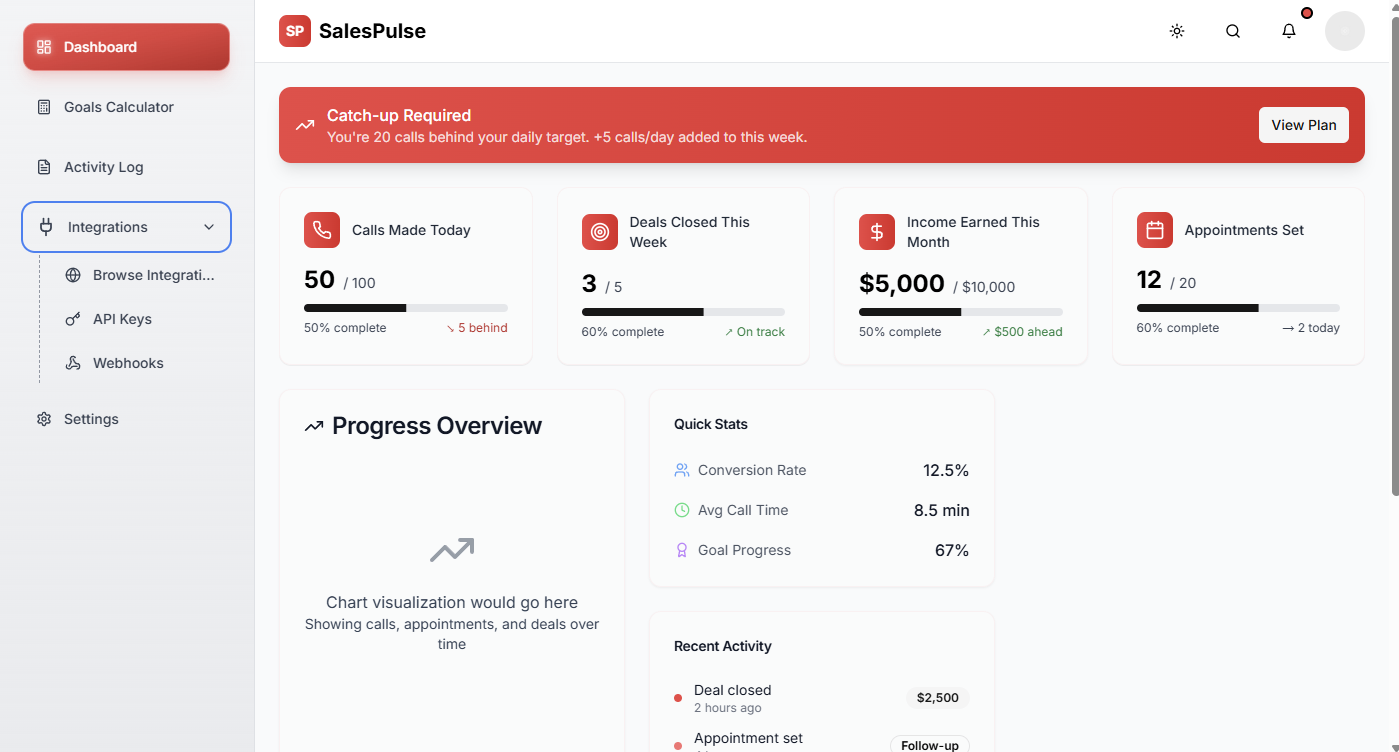 Dashboard
Goals Calculator
Activity Log
Integrations
Browse Integrati...
API Keys
Webhooks
Settings
SP SalesPulse
Catch-up Required
You're 20 calls behind your daily target. +5 calls/day added to this week.
View Plan
Calls Made Today
50 / 100
50% complete ↘ 5 behind
Deals Closed This
Week
3 / 5
60% complete ↗ On track
Income Earned This
Month
$5,000 / $10,000
50% complete ↗ $500 ahead
Appointments Set
12 / 20
60% complete → 2 today
Progress Overview
Chart visualization would go here
Showing calls, appointments, and deals over
time
Quick Stats
Conversion Rate 12.5%
Avg Call Time 8.5 min
Goal Progress 67%
Recent Activity
Deal closed
2 hours ago
$2,500
Appointment set
Follow-up